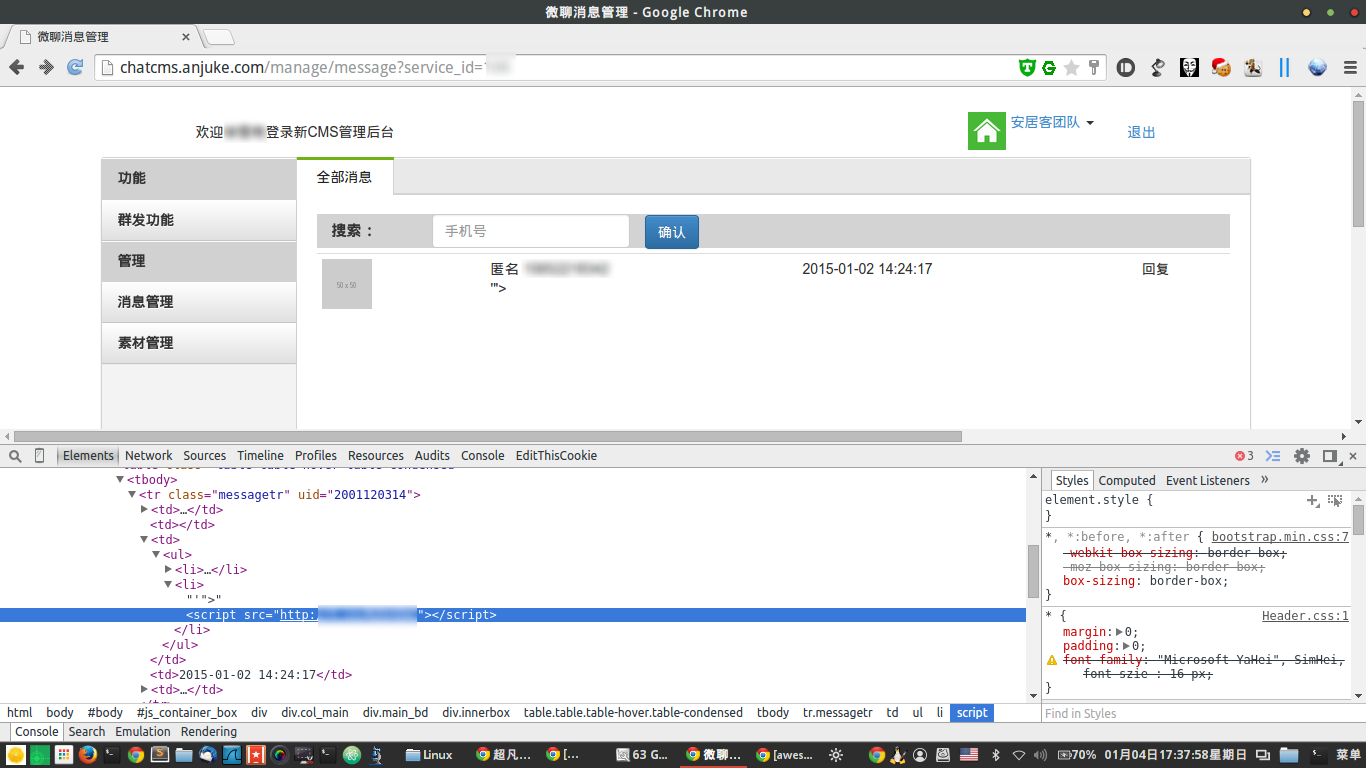 微聊消息管理 - Google Chrome
微聊消息管理
chatcms.anjuke.com/manage/message?service_id=
欢迎 登录新CMS管理后台
安居客团队
退出
功能
全部消息
群发功能
搜索：
手机号
确认
管理
50 x 50
匿名
2015-01-02 14:24:17
回复
'">
消息管理
素材管理
Elements Network Sources Timeline Profiles Resources Audits Console EditThisCookie
3
<tbody>
<tr class="messagetr" uid="2001120314">
<td>…</td>
<td></td>
<td>
<ul>
<li>…</li>
<li>
"'">"
<script src="http: "></script>
</li>
</ul>
</td>
<td>2015-01-02 14:24:17</td>
<td>…</td>
Styles Computed Event Listeners »
element.style {
}
*, *:before, *:after { bootstrap.min.css:7
-webkit-box-sizing: border-box;
-moz-box-sizing: border-box;
box-sizing: border-box;
}
* { Header.css:1
margin: 0;
padding: 0;
font-family: "Microsoft YaHei", SimHei,
font-szie : 16 px;
}
html body #body #js_container_box div div.col_main div.main_bd div.innerbox table.table.table-hover.table-condensed tbody tr.messagetr td ul li script
Find in Styles
Console Search Emulation Rendering
Linux
超凡...
[...
63 G...
微聊...
[awes...
70%
01月04日17:37:58星期日
菜单